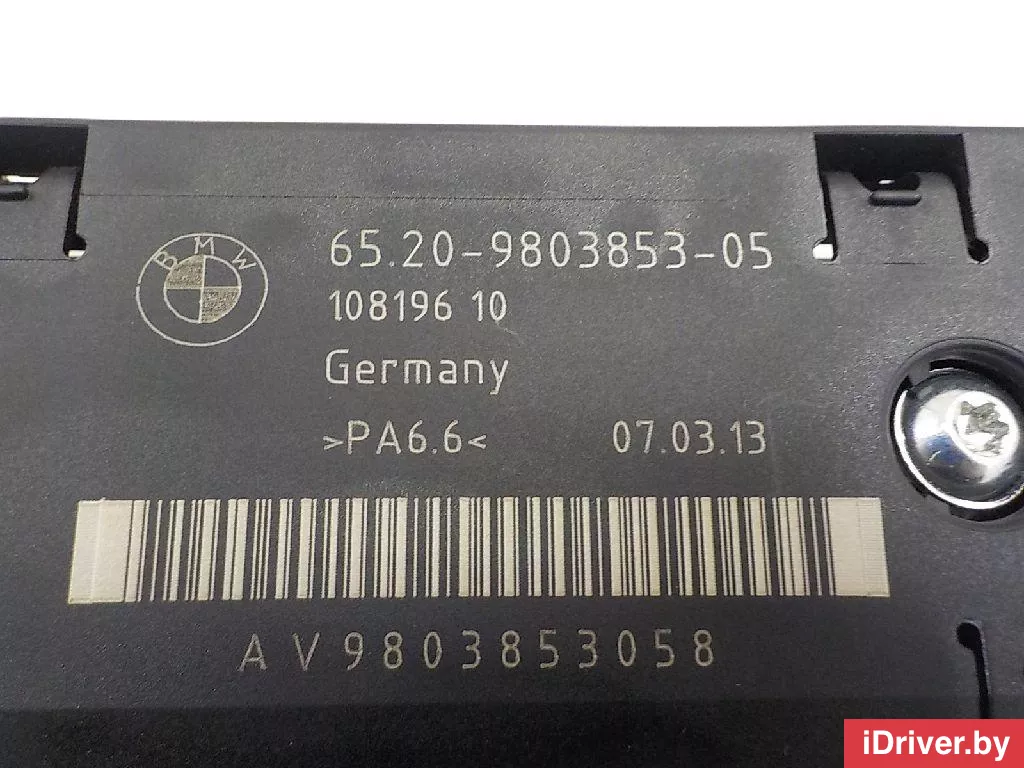 BMW
65.20-9803853-05
108196 10
Germany
>PA6.6< 07.03.13
AV9803853058
iDriver.by